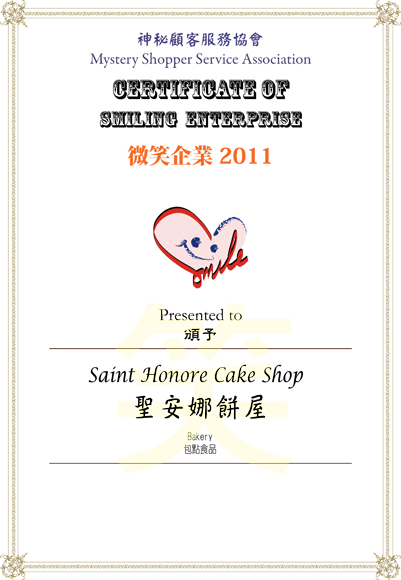 神秘顧客服務協會
Mystery Shopper Service Association
CERTIFICATE OF
SMILING ENTERPRISE
微笑企業 2011
Smile
Presented to
頒予
笑
Saint Honore Cake Shop
聖安娜餅屋
Bakery
包點食品